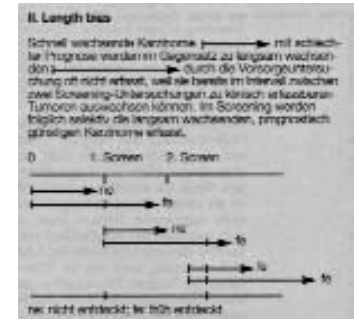 II. Length bias
Schnell wachsende Karzinome mit schlech-
ter Prognose werden im Gegensatz zu langsam wachsen-
den durch die Vorsorgeuntersu-
chung oft nicht erfasst, weil sie bereits im Intervall zwischen
zwei Screening-Untersuchungen zu klinisch erfassbaren
Tumoren auswachsen können. Im Screening werden
folglich selektiv die langsam wachsenden, prognostisch
günstigen Karzinome erfasst.
0 1. Screen 2. Screen
ne
fe
ne
fe
fe
fe
ne: nicht entdeckt; fe: früh entdeckt